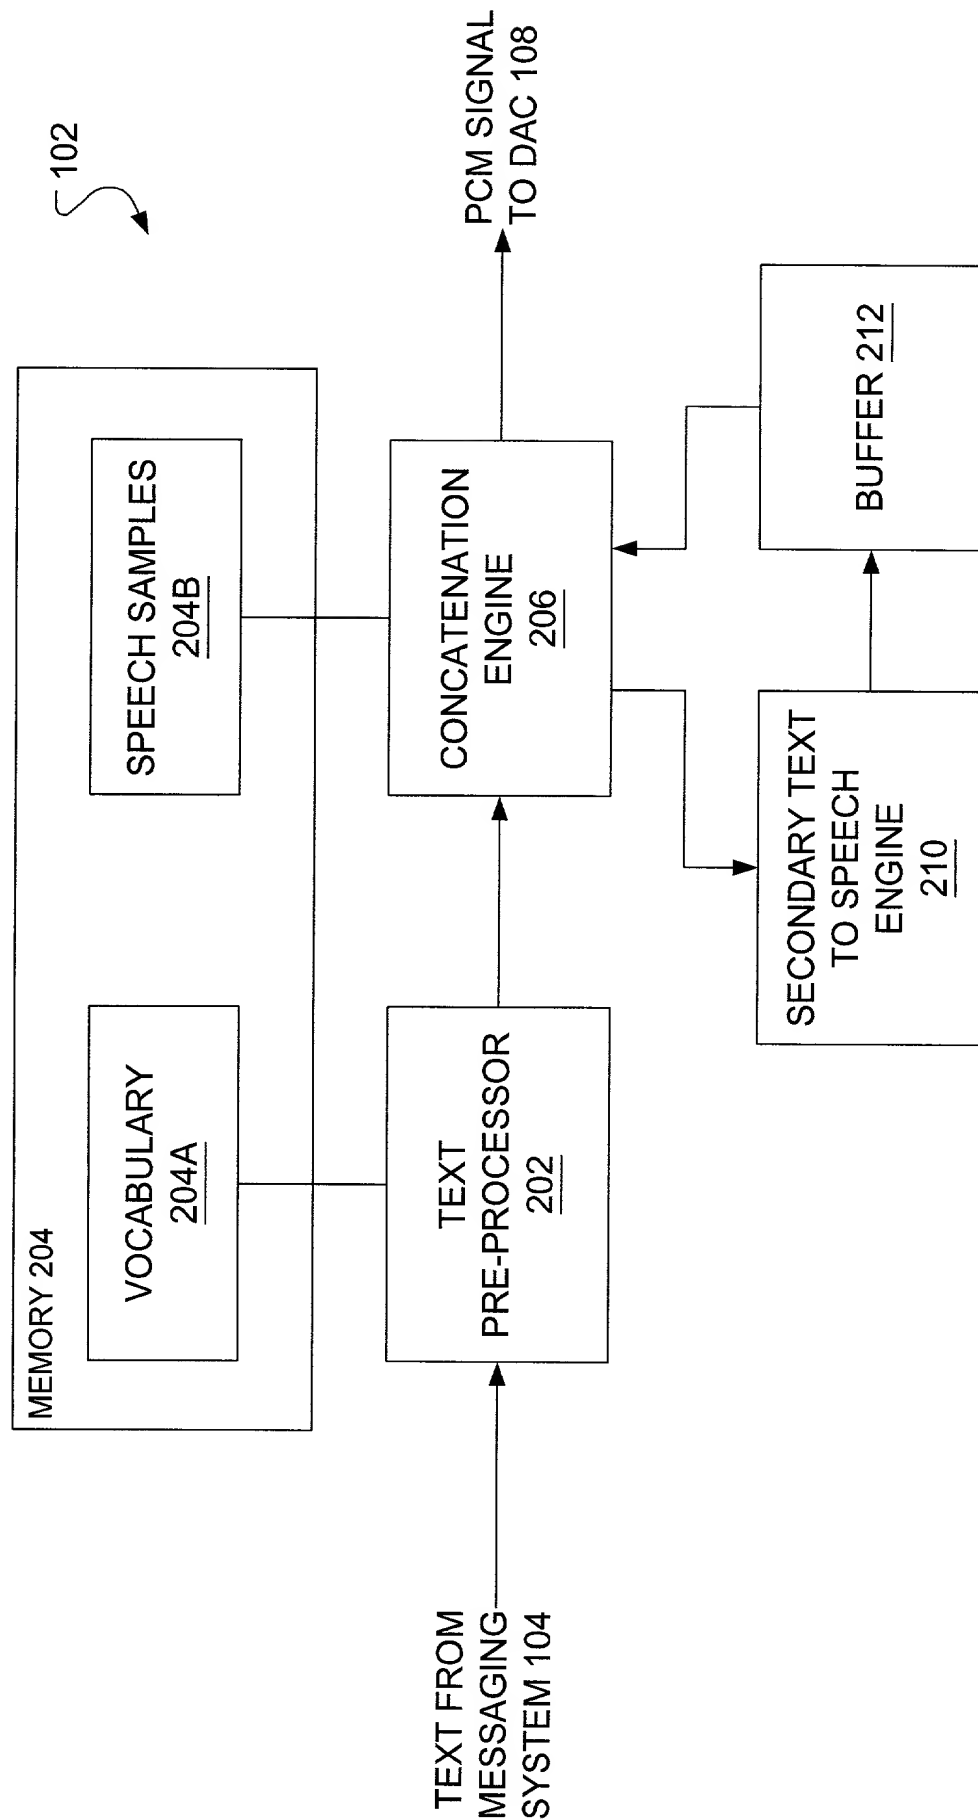 102
MEMORY 204
VOCABULARY
204A
SPEECH SAMPLES
204B
TEXT FROM
MESSAGING
SYSTEM 104
TEXT
PRE-PROCESSOR
202
CONCATENATION
ENGINE
206
PCM SIGNAL
TO DAC 108
SECONDARY TEXT
TO SPEECH
ENGINE
210
BUFFER 212